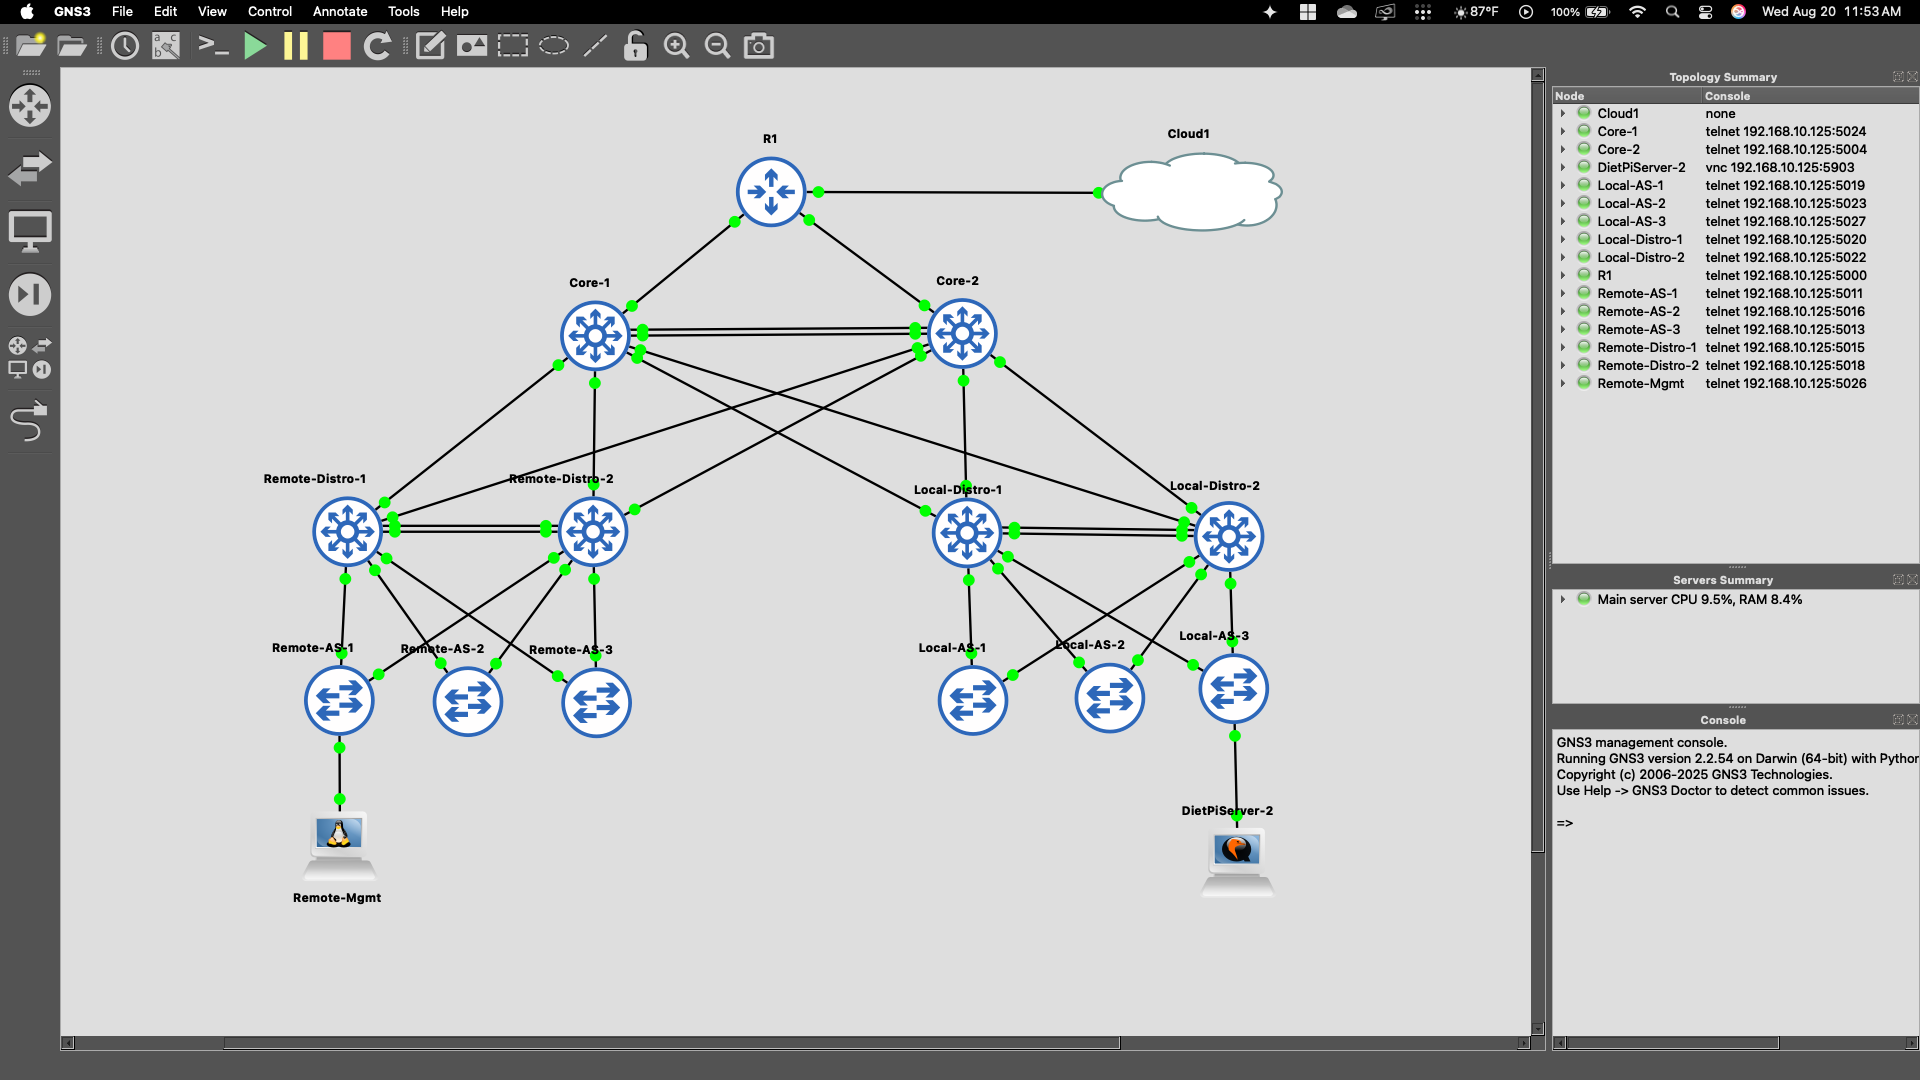 GNS3 File Edit View Control Annotate Tools Help 87°F 100% Wed Aug 20 11:53 AM
Topology Summary
Node Console
Cloud1 none
Core-1 telnet 192.168.10.125:5024
Core-2 telnet 192.168.10.125:5004
DietPiServer-2 vnc 192.168.10.125:5903
Local-AS-1 telnet 192.168.10.125:5019
Local-AS-2 telnet 192.168.10.125:5023
Local-AS-3 telnet 192.168.10.125:5027
Local-Distro-1 telnet 192.168.10.125:5020
Local-Distro-2 telnet 192.168.10.125:5022
R1 telnet 192.168.10.125:5000
Remote-AS-1 telnet 192.168.10.125:5011
Remote-AS-2 telnet 192.168.10.125:5016
Remote-AS-3 telnet 192.168.10.125:5013
Remote-Distro-1 telnet 192.168.10.125:5015
Remote-Distro-2 telnet 192.168.10.125:5018
Remote-Mgmt telnet 192.168.10.125:5026
Servers Summary
Main server CPU 9.5%, RAM 8.4%
Console
GNS3 management console.
Running GNS3 version 2.2.54 on Darwin (64-bit) with Python
Copyright (c) 2006-2025 GNS3 Technologies.
Use Help -> GNS3 Doctor to detect common issues.
=>
R1
Cloud1
Core-1
Core-2
Remote-Distro-1
Remote-Distro-2
Local-Distro-1
Local-Distro-2
Remote-AS-1
Remote-AS-2
Remote-AS-3
Local-AS-1
Local-AS-2
Local-AS-3
DietPiServer-2
Remote-Mgmt